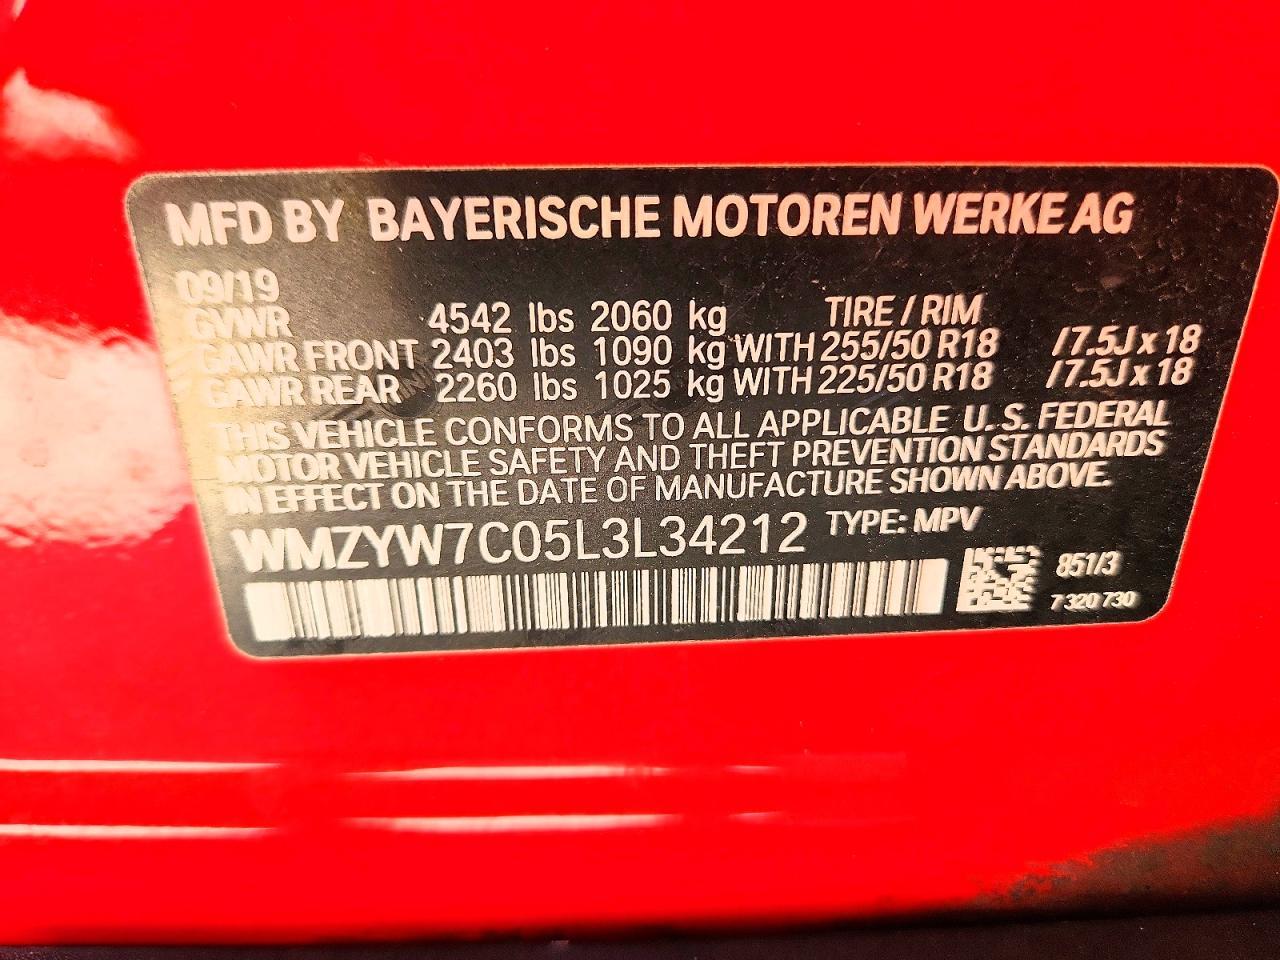 MFD BY BAYERISCHE MOTOREN WERKE AG
09/19
GVWR 4542 lbs 2060 kg TIRE / RIM
GAWR FRONT 2403 lbs 1090 kg WITH 255/50 R18 /7.5J x 18
GAWR REAR 2260 lbs 1025 kg WITH 225/50 R18 /7.5J x 18
THIS VEHICLE CONFORMS TO ALL APPLICABLE U.S. FEDERAL
MOTOR VEHICLE SAFETY AND THEFT PREVENTION STANDARDS
IN EFFECT ON THE DATE OF MANUFACTURE SHOWN ABOVE.
WMZYW7C05L3L34212 TYPE: MPV
851/3
7 320 730